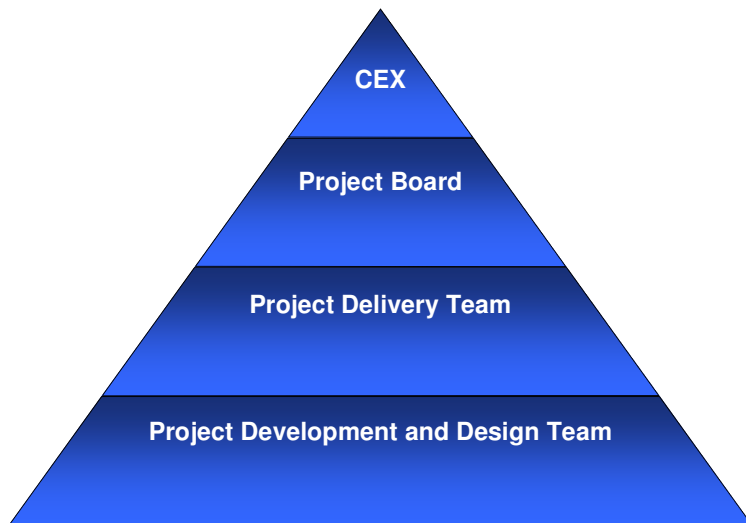 CEX
Project Board
Project Delivery Team
Project Development and Design Team